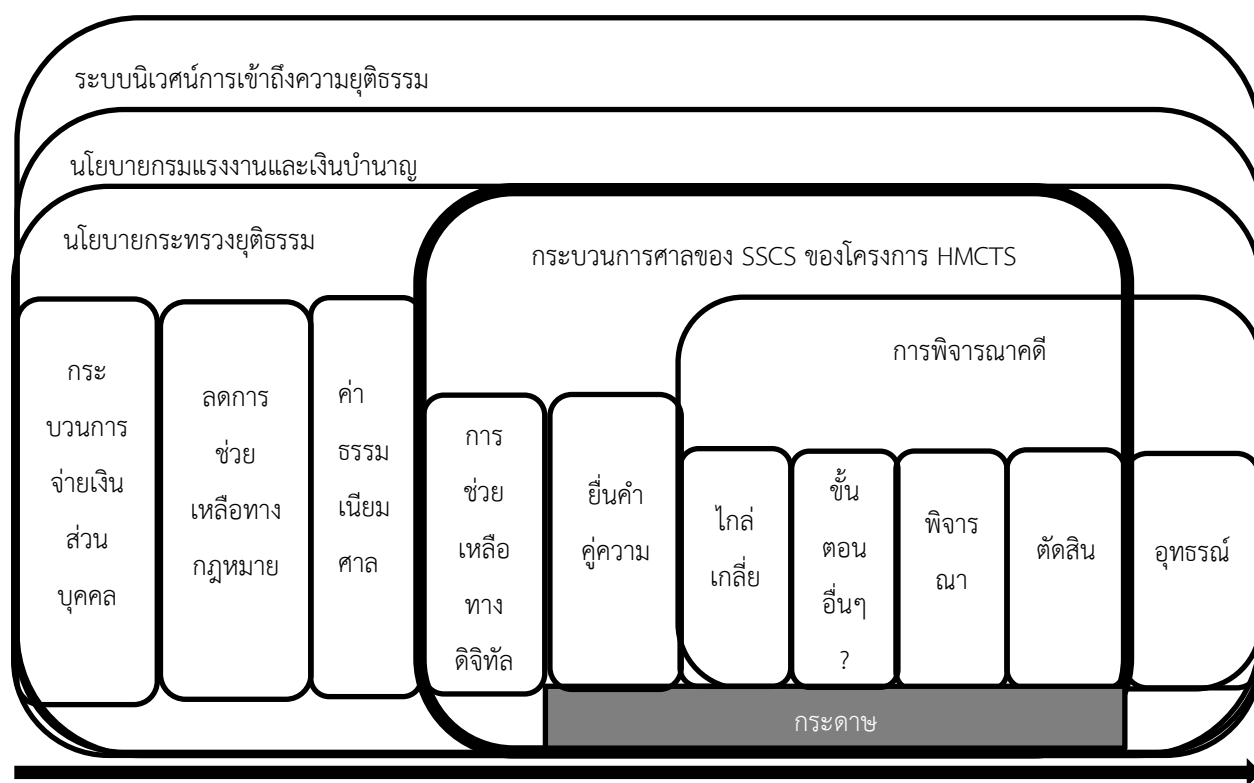 ระบบนิเวศน์การเข้าถึงความยุติธรรม
นโยบายกรมแรงงานและเงินบำนาญ
นโยบายกระทรวงยุติธรรม
กระบวนการศาลของ SSCS ของโครงการ HMCTS
การพิจารณาคดี
กระ
บวนการ
จ่ายเงิน
ส่วน
บุคคล
ลดการ
ช่วย
เหลือทาง
กฎหมาย
ค่า
ธรรม
เนียม
ศาล
การ
ช่วย
เหลือ
ทาง
ดิจิทัล
ยื่นคำ
คู่ความ
ไกล่
เกลี่ย
ขั้น
ตอน
อื่นๆ
?
พิจาร
ณา
ตัดสิน
อุทธรณ์
กระดาษ